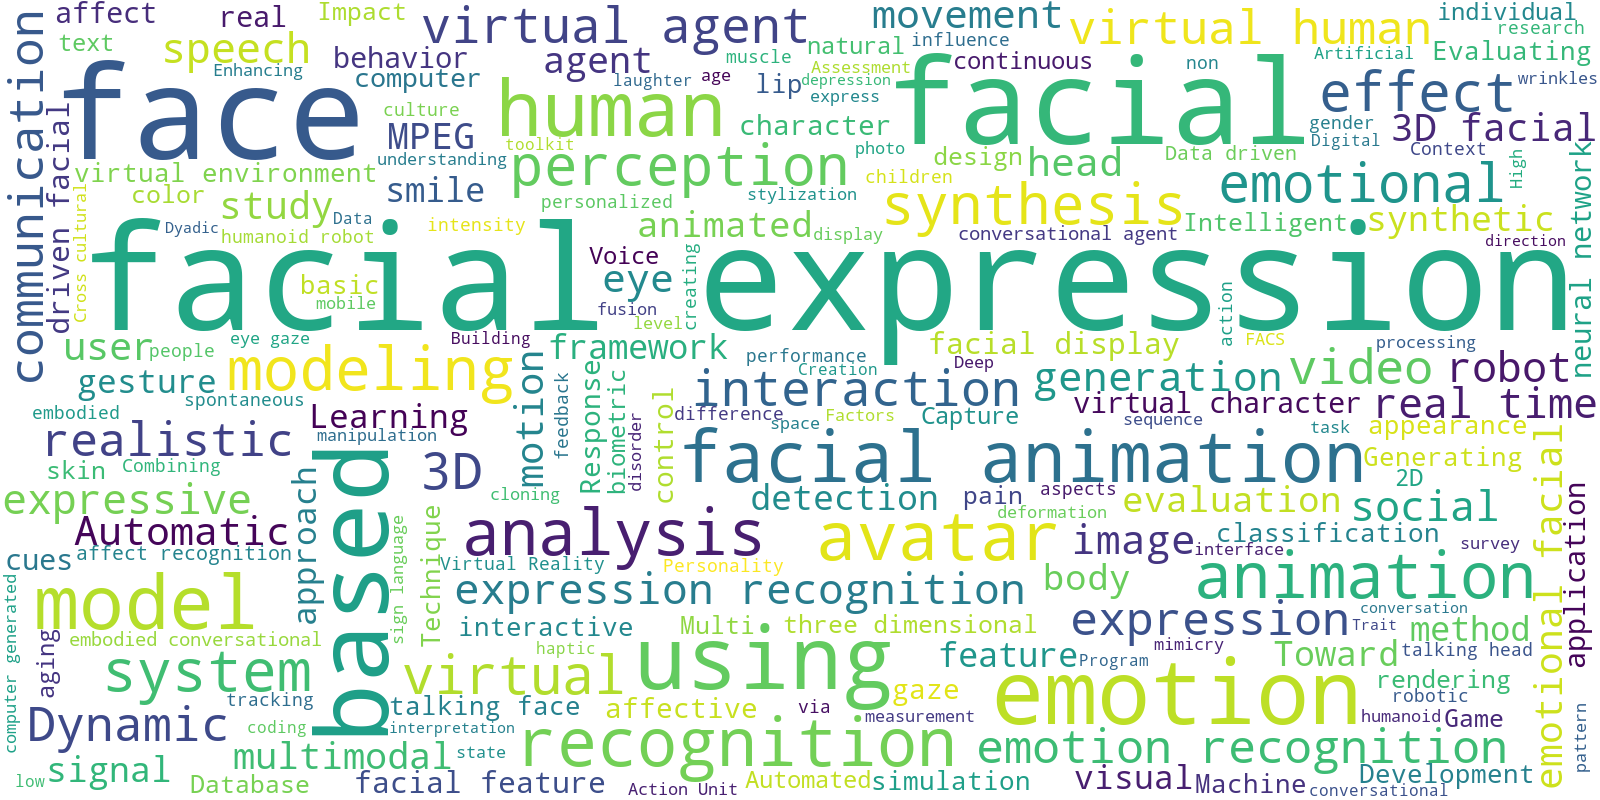 affect
real
Impact
virtual agent
movement
virtual human
individual
research
text
speech
behavior
agent
muscle
natural
influence
continuous
non
Artificial
Evaluating
Enhancing
computer
laughter
age
lip
Assessment
depression
express
wrinkles
communication
driven facial
face
culture
MPEG
human
character
facial
effect
gender
Digital
3D facial
understanding
toolkit
perception
photo
design
head
Data driven
Context
High
virtual environment
smile
children
emotional
neural network
Cross cultural
color
study
Data
personalized
stylization
synthesis
Intelligent
synthetic
Dyadic
humanoid robot
intensity
animated
display
conversational agent
direction
facial expression
basic
mobile
Voice
eye
fusion
level
creating
action
user
people
eye gaze
Building
framework
performance
Creation
facial display
Deep
FACS
processing
gesture
modeling
spontaneous
motion
feedback
Response
biometric
disorder
control
interaction
generation
video
robot
embodied
Learning
manipulation
difference
space
Factors
Capture
virtual character
sequence
real time
task
appearance
realistic
skin
Combining
3D
facial animation
Generating
2D
expressive
approach
based
cloning
detection
pain
aspects
deformation
evaluation
social
Automatic
sign language
Technique
analysis
avatar
image
interface
classification
survey
application
emotional facial
cues
affect recognition
Virtual Reality
Personality
body
animation
computer generated
model
expression recognition
expression
conversation
Trait
method
aging
embodied conversational
interactive
Multi
three dimensional
haptic
mimicry
talking head
system
virtual
using
feature
Program
Toward
rendering
tracking
talking face
affective
via
gaze
measurement
emotion
robotic
humanoid
Game
pattern
Dynamic
coding
interpretation
multimodal
state
recognition
emotion recognition
low
signal
Database
facial feature
Action Unit
Automated
simulation
visual
Machine
conversational
Development